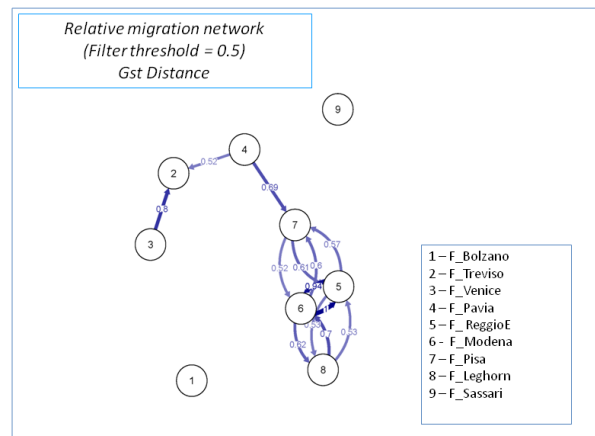 Relative migration network
(Filter threshold = 0.5)
Gst Distance
9
4
0.52
2
0.69
0.8
7
3
0.57
0.6
0.52
0.61
0.94
5
6
1
0.53
0.7
0.53
0.62
8
1
1 – F_Bolzano
2 – F_Treviso
3 – F_Venice
4 – F_Pavia
5 – F_ReggioE
6 - F_Modena
7 – F_Pisa
8 – F_Leghorn
9 – F_Sassari